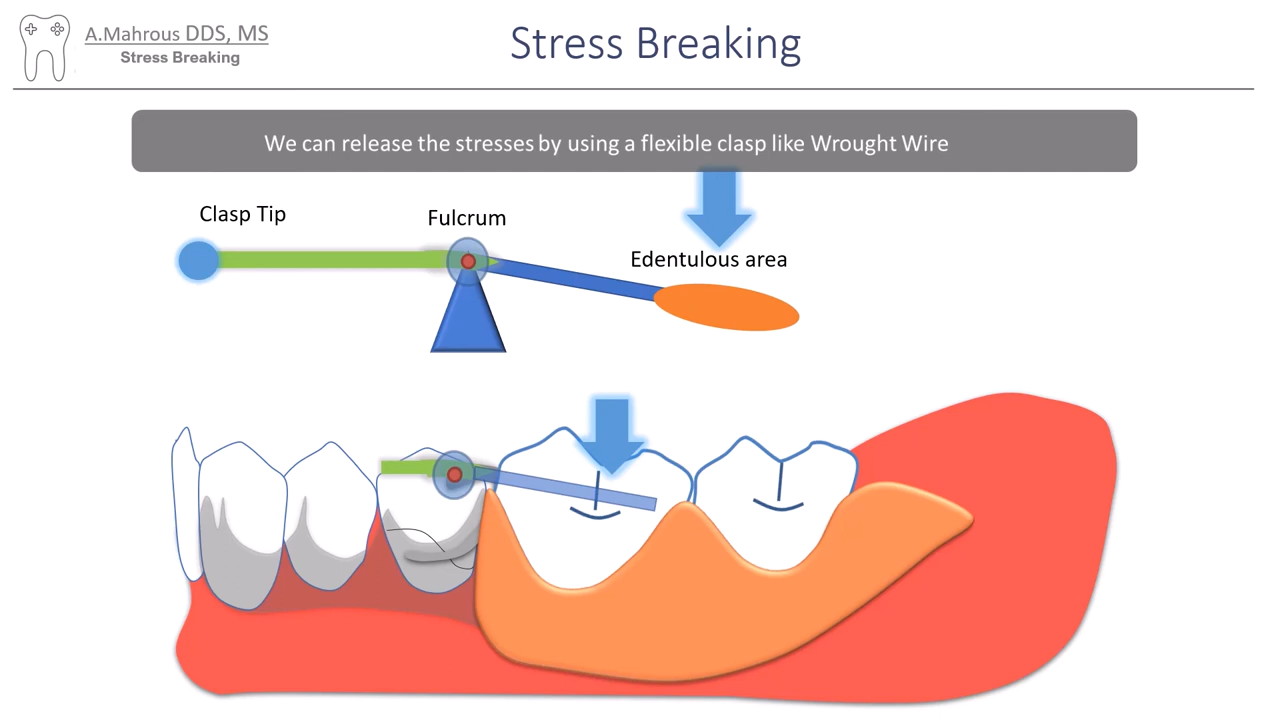 A.Mahrous DDS, MS
Stress Breaking
Stress Breaking
We can release the stresses by using a flexible clasp like Wrought Wire
Clasp Tip
Fulcrum
Edentulous area